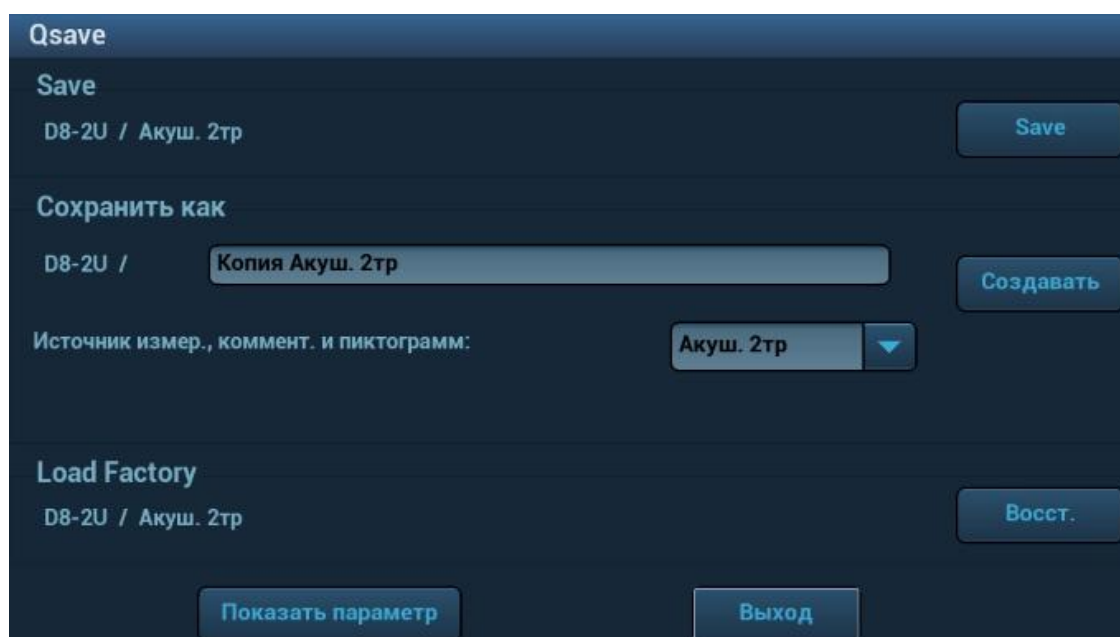 Qsave
Save
D8-2U / Акуш. 2тр
Save
Сохранить как
D8-2U /
Копия Акуш. 2тр
Создавать
Источник измер., коммент. и пиктограмм:
Акуш. 2тр
Load Factory
D8-2U / Акуш. 2тр
Восст.
Показать параметр
Выход